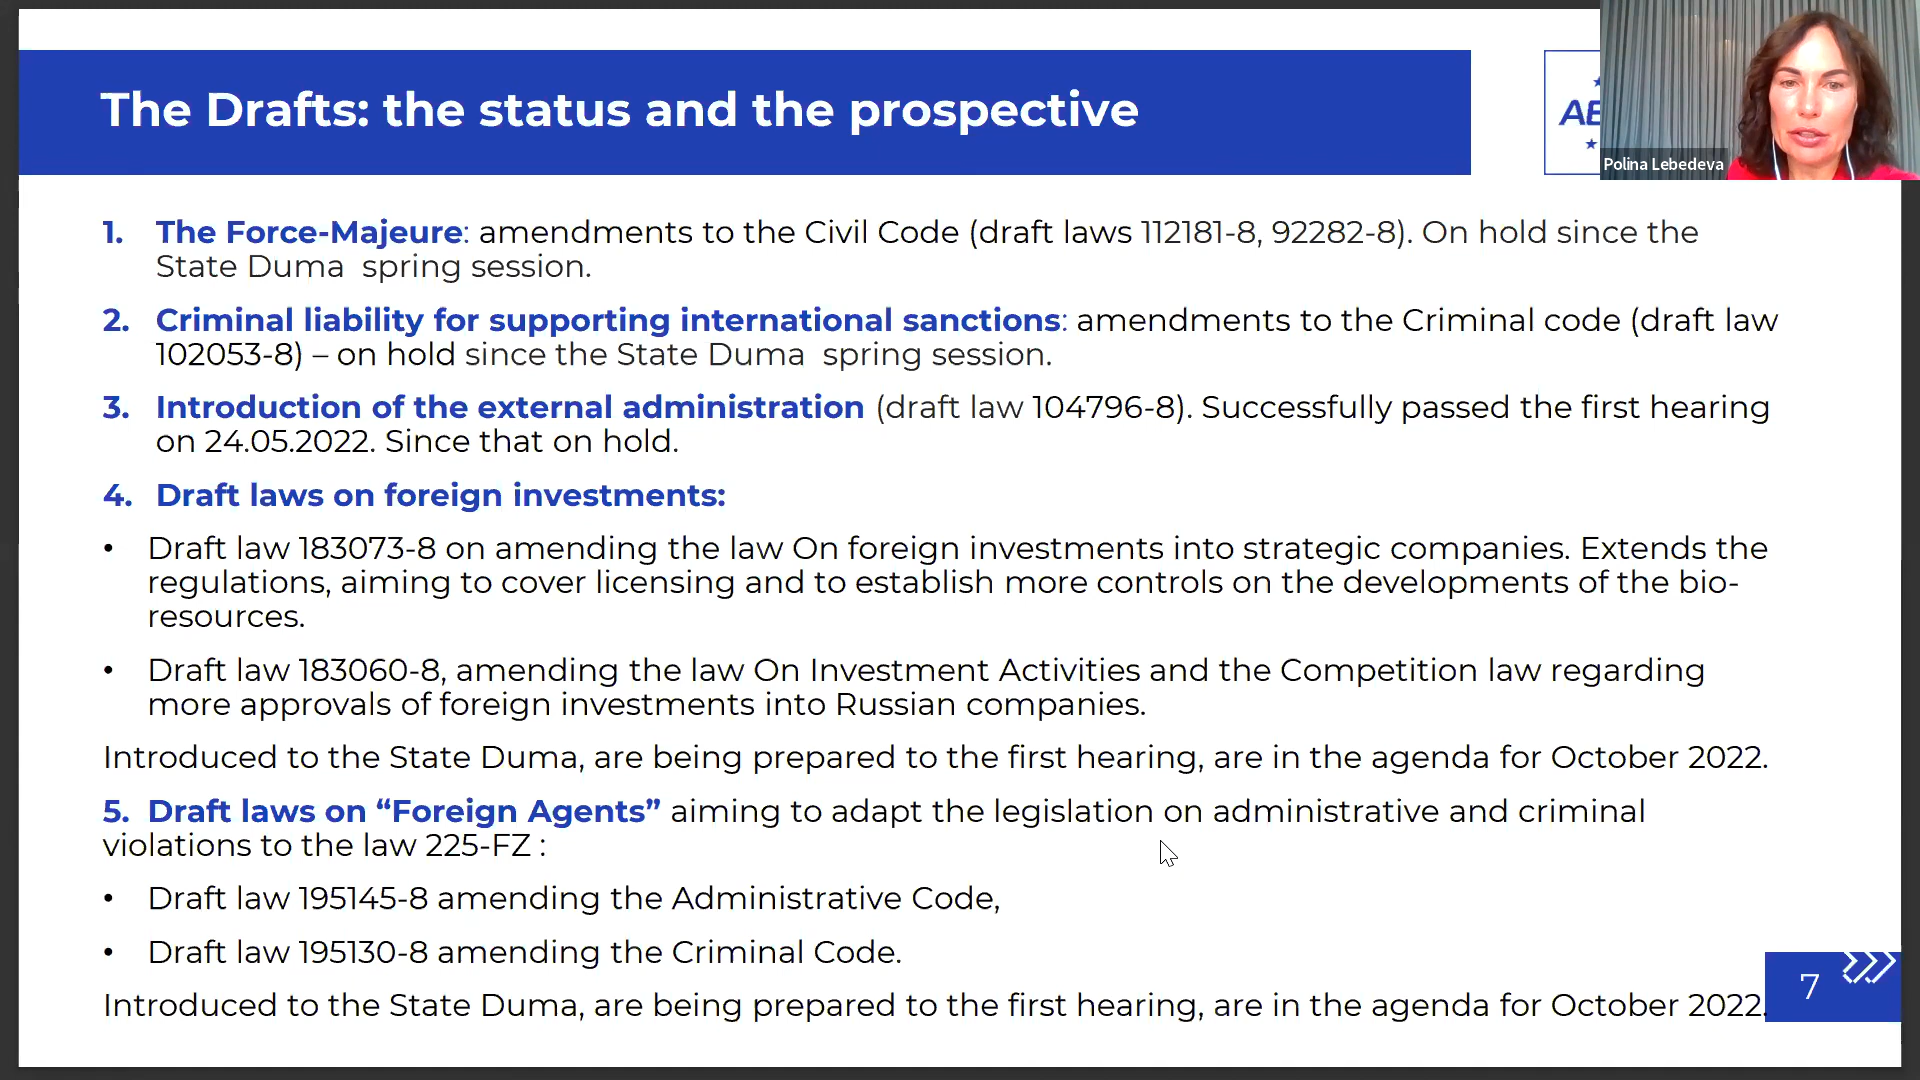 The Drafts: the status and the prospective
AE
Polina Lebedeva
1. The Force-Majeure: amendments to the Civil Code (draft laws 112181-8, 92282-8). On hold since the
State Duma spring session.
2. Criminal liability for supporting international sanctions: amendments to the Criminal code (draft law
102053-8) – on hold since the State Duma spring session.
3. Introduction of the external administration (draft law 104796-8). Successfully passed the first hearing
on 24.05.2022. Since that on hold.
4. Draft laws on foreign investments:
• Draft law 183073-8 on amending the law On foreign investments into strategic companies. Extends the
regulations, aiming to cover licensing and to establish more controls on the developments of the bio-
resources.
• Draft law 183060-8, amending the law On Investment Activities and the Competition law regarding
more approvals of foreign investments into Russian companies.
Introduced to the State Duma, are being prepared to the first hearing, are in the agenda for October 2022.
5. Draft laws on “Foreign Agents” aiming to adapt the legislation on administrative and criminal
violations to the law 225-FZ :
• Draft law 195145-8 amending the Administrative Code,
• Draft law 195130-8 amending the Criminal Code.
Introduced to the State Duma, are being prepared to the first hearing, are in the agenda for October 2022.
7